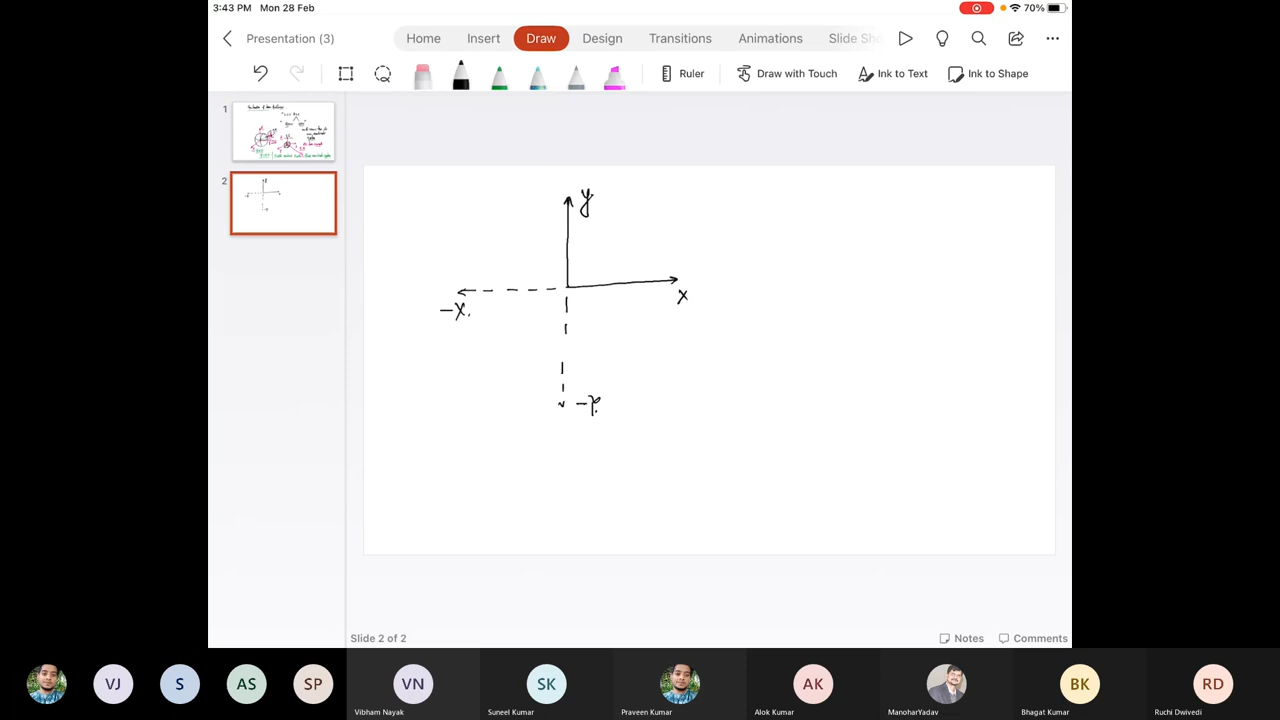 3:43 PM Mon 28 Feb
70%
Presentation (3)
Home Insert Draw Design Transitions Animations Slide Sho
Ruler Draw with Touch Ink to Text Ink to Shape
1
2
y
x
-X.
-y.
Slide 2 of 2
Notes Comments
VJ S AS SP VN SK AK BK RD
Vibham Nayak Suneel Kumar Praveen Kumar Alok Kumar ManoharYadav Bhagat Kumar Ruchi Dwivedi